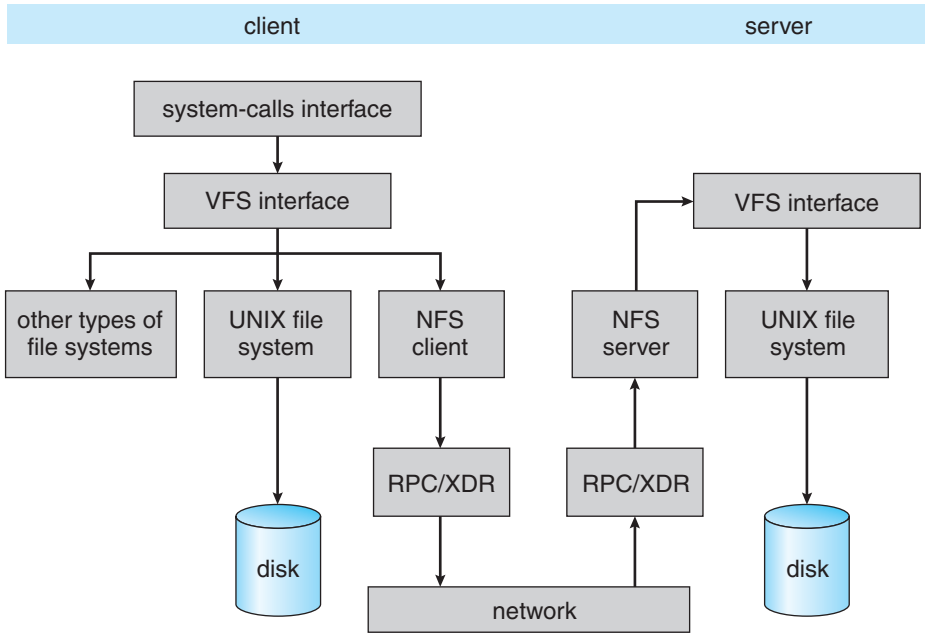 client
server
system-calls interface
VFS interface
VFS interface
other types of
file systems
UNIX file
system
NFS
client
NFS
server
UNIX file
system
RPC/XDR
RPC/XDR
disk
disk
network